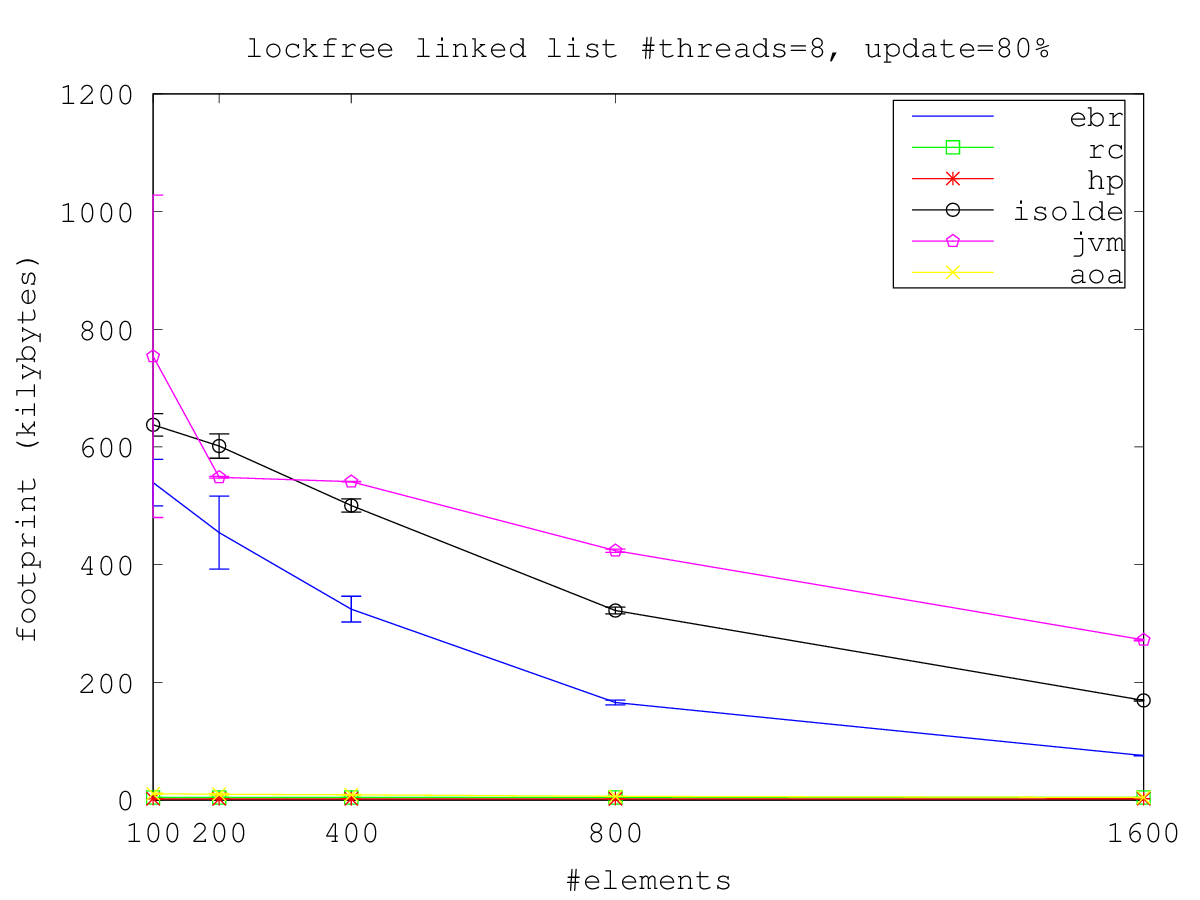 lockfree linked list #threads=8, update=80%
1200
1000
800
600
400
200
0
footprint (kilybytes)
ebr
rc
hp
isolde
jvm
aoa
100 200 400 800 1600
#elements